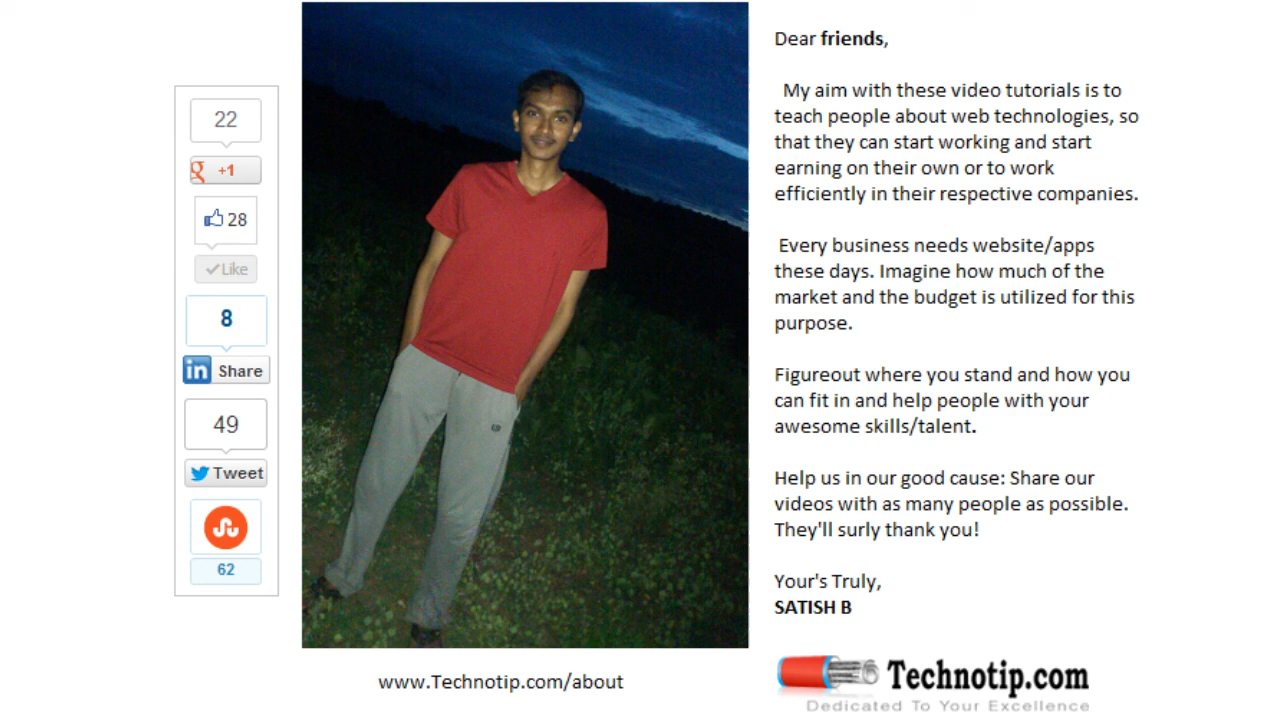 22
g +1
28
Like
8
in Share
49
Tweet
62
Dear friends,
My aim with these video tutorials is to
teach people about web technologies, so
that they can start working and start
earning on their own or to work
efficiently in their respective companies.
Every business needs website/apps
these days. Imagine how much of the
market and the budget is utilized for this
purpose.
Figureout where you stand and how you
can fit in and help people with your
awesome skills/talent.
Help us in our good cause: Share our
videos with as many people as possible.
They'll surly thank you!
Your's Truly,
SATISH B
www.Technotip.com/about
Technotip.com
Dedicated To Your Excellence